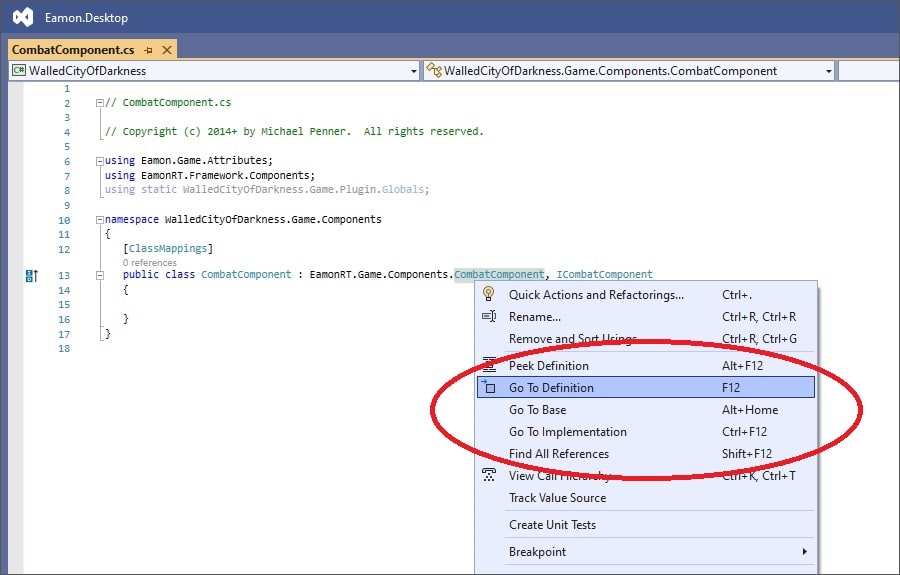 Eamon.Desktop
CombatComponent.cs
C# WalledCityOfDarkness WalledCityOfDarkness.Game.Components.CombatComponent
1
2 // CombatComponent.cs
3
4 // Copyright (c) 2014+ by Michael Penner.  All rights reserved.
5
6 using Eamon.Game.Attributes;
7 using EamonRT.Framework.Components;
8 using static WalledCityOfDarkness.Game.Plugin.Globals;
9
10 namespace WalledCityOfDarkness.Game.Components
11 {
12 [ClassMappings]
0 references
13 public class CombatComponent : EamonRT.Game.Components.CombatComponent, ICombatComponent
14 {
15
16 }
17 }
18
Quick Actions and Refactorings... Ctrl+.
Rename... Ctrl+R, Ctrl+R
Remove and Sort Usings Ctrl+R, Ctrl+G
Peek Definition Alt+F12
Go To Definition F12
Go To Base Alt+Home
Go To Implementation Ctrl+F12
Find All References Shift+F12
View Call Hierarchy Ctrl+K, Ctrl+T
Track Value Source
Create Unit Tests
Breakpoint